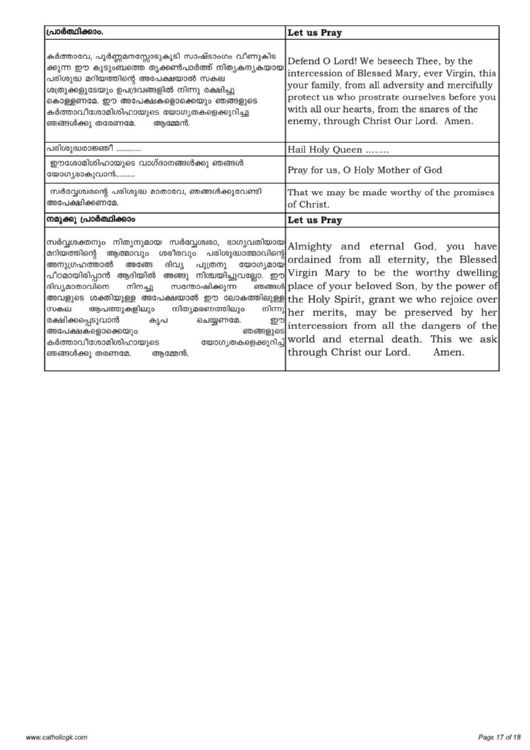 പ്രാർത്ഥിക്കാം.
Let us Pray
കർത്താവേ, പൂർണ്ണമനസ്സോടുകൂടി സാഷ്ടാംഗം വീണുകിട
ക്കുന്ന ഈ കുടുംബത്തെ തൃക്കൺപാർത്ത് നിത്യകന്യകയായ
പരിശുദ്ധ മറിയത്തിന്റെ അപേക്ഷയാൽ സകല
ശത്രുക്കളുടേയും ഉപദ്രവങ്ങളിൽ നിന്നു രക്ഷിച്ചു
കൊള്ളണമേ. ഈ അപേക്ഷകളൊക്കെയും ഞങ്ങളുടെ
കർത്താവീശോമിശിഹായുടെ യോഗ്യതകളെക്കുറിച്ചു
ഞങ്ങൾക്കു തരേണമേ. ആമ്മേൻ.
Defend O Lord! We beseech Thee, by the
intercession of Blessed Mary, ever Virgin, this
your family, from all adversity and mercifully
protect us who prostrate ourselves before you
with all our hearts, from the snares of the
enemy, through Christ Our Lord. Amen.
പരിശുദ്ധരാജ്ഞീ ............
Hail Holy Queen ........
ഈശോമിശിഹായുടെ വാഗ്ദാനങ്ങൾക്കു ഞങ്ങൾ
യോഗ്യരാകുവാൻ.........
Pray for us, O Holy Mother of God
സർവ്വേശ്വരന്റെ പരിശുദ്ധ മാതാവേ, ഞങ്ങൾക്കുവേണ്ടി
അപേക്ഷിക്കണമേ.
That we may be made worthy of the promises
of Christ.
നമുക്കു പ്രാർത്ഥിക്കാം
Let us Pray
സർവ്വശക്തനും നിത്യനുമായ സർവ്വേശ്വരാ, ഭാഗ്യവതിയായ
മറിയത്തിന്റെ ആത്മാവും ശരീരവും പരിശുദ്ധാത്മാവിന്റെ
അനുഗ്രഹത്താൽ അങ്ങേ ദിവ്യ പുത്രനു യോഗ്യമായ
പീഠമായിരിപ്പാൻ ആദിയിൽ അങ്ങു നിശ്ചയിച്ചുവല്ലോ. ഈ
ദിവ്യമാതാവിനെ നിനച്ചു സന്തോഷിക്കുന്ന ഞങ്ങൾ
അവളുടെ ശക്തിയുള്ള അപേക്ഷയാൽ ഈ ലോകത്തിലുള്ള
സകല ആപത്തുകളിലും നിത്യമരണത്തിലും നിന്നു
രക്ഷിക്കപ്പെടുവാൻ കൃപ ചെയ്യണമേ. ഈ
അപേക്ഷകളൊക്കെയും ഞങ്ങളുടെ
കർത്താവീശോമിശിഹായുടെ യോഗ്യതകളെക്കുറിച്ച്
ഞങ്ങൾക്കു തരണമേ. ആമ്മേൻ.
Almighty and eternal God, you have
ordained from all eternity, the Blessed
Virgin Mary to be the worthy dwelling
place of your beloved Son, by the power of
the Holy Spirit, grant we who rejoice over
her merits, may be preserved by her
intercession from all the dangers of the
world and eternal death. This we ask
through Christ our Lord. Amen.
www.catholicgk.com
Page 17 of 18